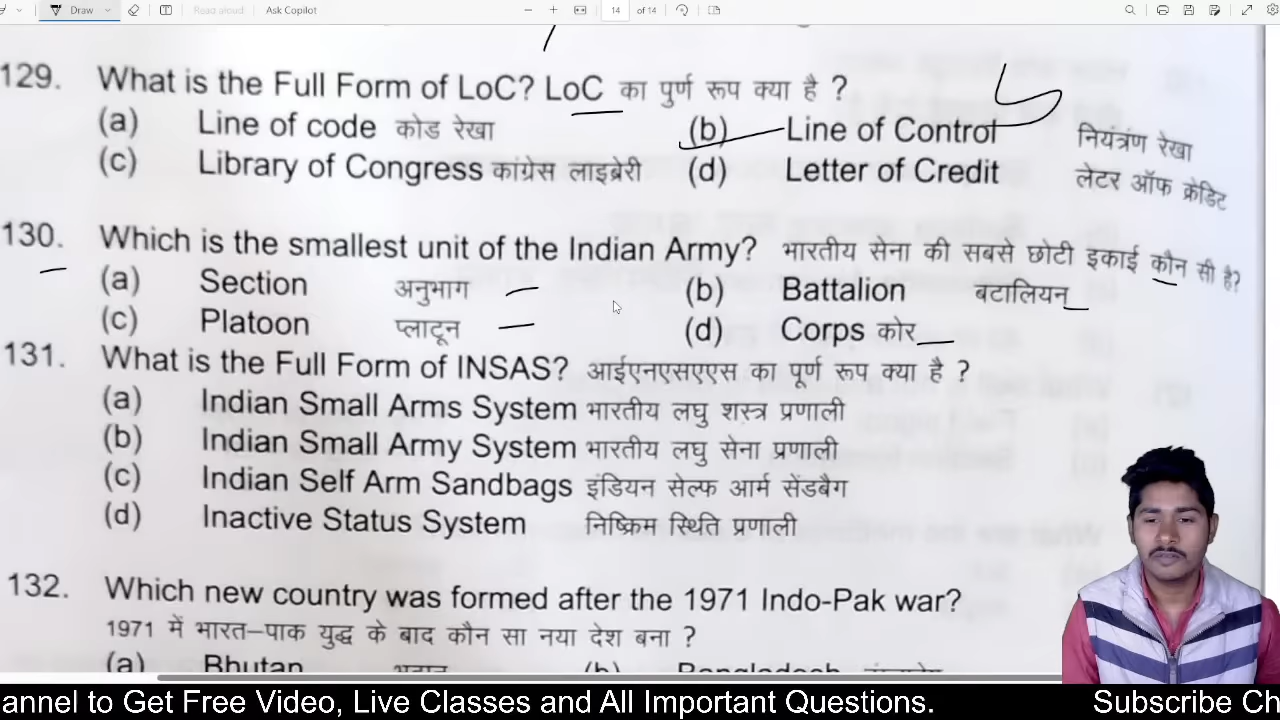 Draw
Read aloud
Ask Copilot
14 of 14
129. What is the Full Form of LoC? LoC का पुर्ण रूप क्या है ?
(a) Line of code कोड रेखा (b) Line of Control नियंत्रंण रेखा
(c) Library of Congress कांग्रेस लाइब्रेरी (d) Letter of Credit लेटर ऑफ क्रेडिट
130. Which is the smallest unit of the Indian Army? भारतीय सेना की सबसे छोटी इकाई कौन सी है?
(a) Section अनुभाग (b) Battalion बटालियन
(c) Platoon प्लाटून (d) Corps कोर
131. What is the Full Form of INSAS? आईएनएसएएस का पूर्ण रूप क्या है ?
(a) Indian Small Arms System भारतीय लघु शस्त्र प्रणाली
(b) Indian Small Army System भारतीय लघु सेना प्रणाली
(c) Indian Self Arm Sandbags इंडियन सेल्फ आर्म सेंडबैग
(d) Inactive Status System निष्क्रिम स्थिति प्रणाली
132. Which new country was formed after the 1971 Indo-Pak war?
1971 में भारत–पाक युद्ध के बाद कौन सा नया देश बना ?
(a) Bhutan (b) Bangladesh
annel to Get Free Video, Live Classes and All Important Questions. Subscribe Ch